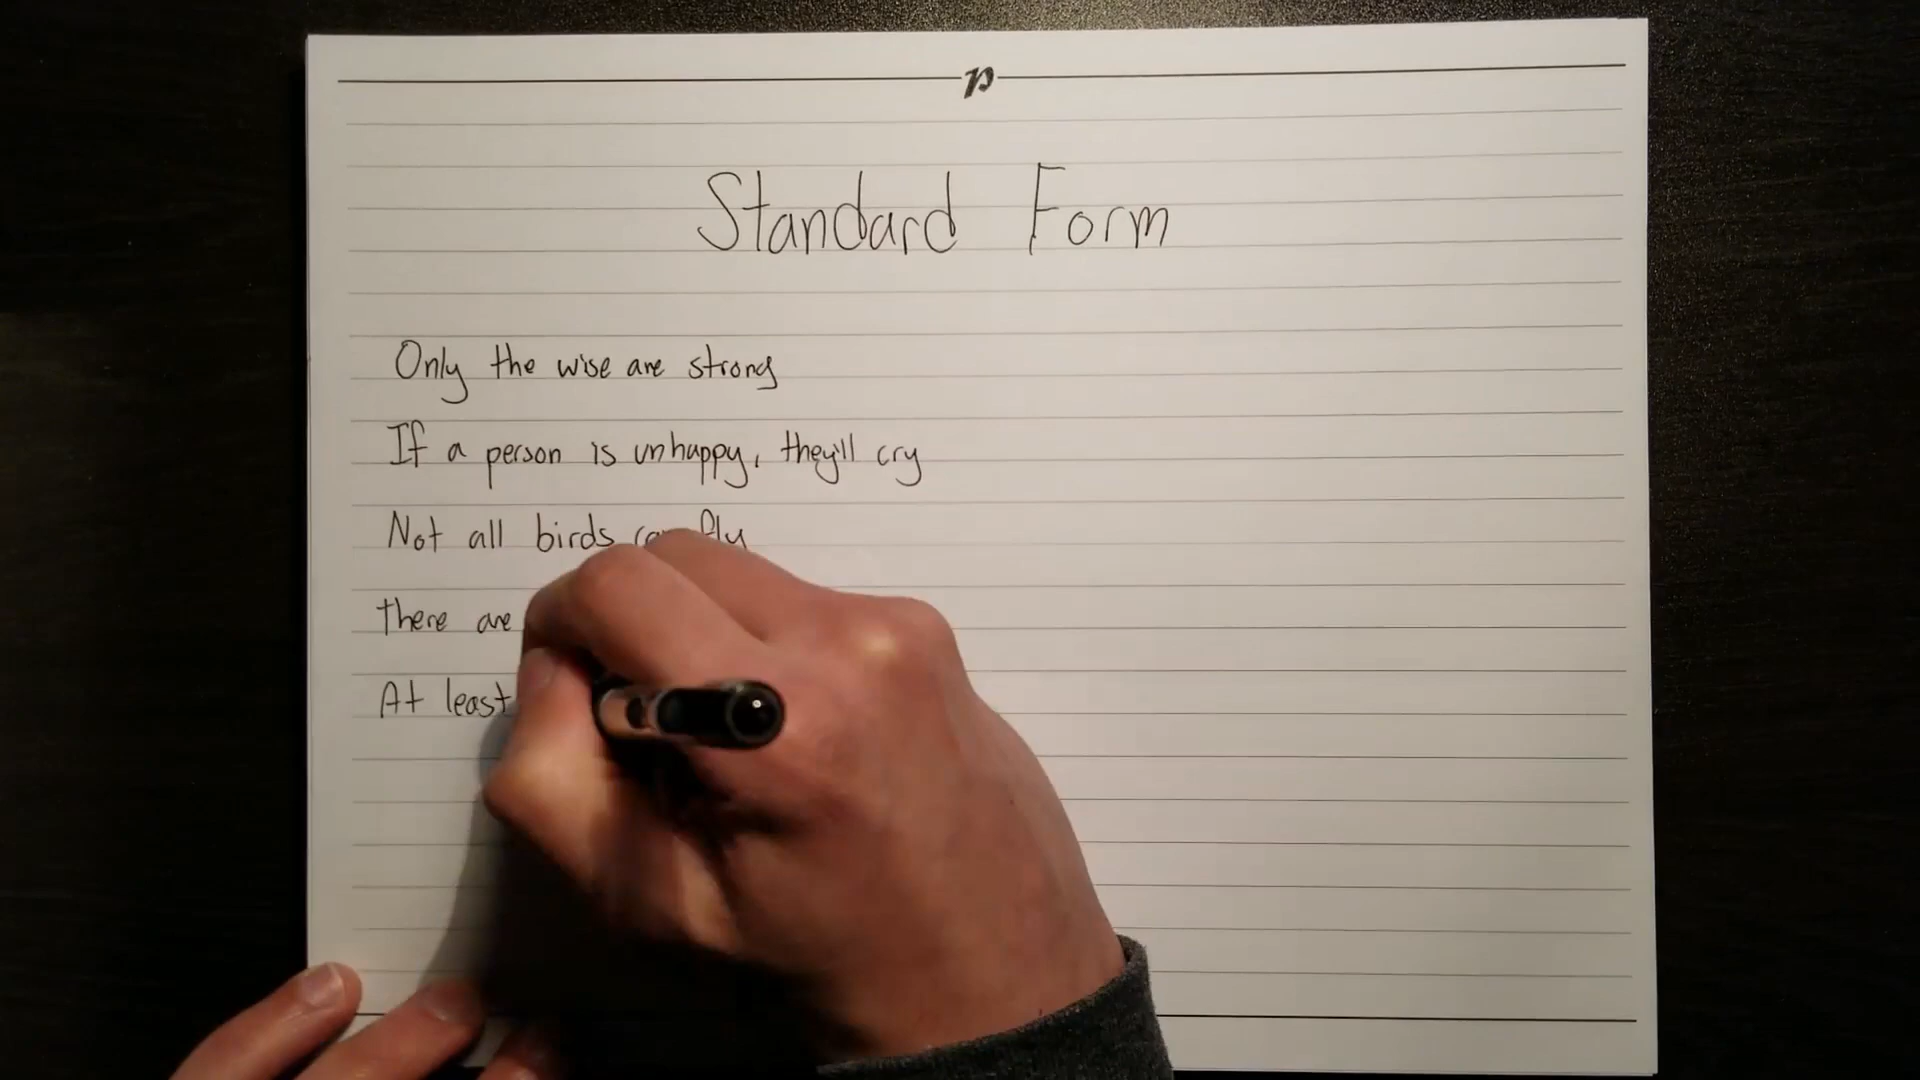 Standard Form
Only the wise are strong
If a person is unhappy, they'll cry
Not all birds fly
there are
At least